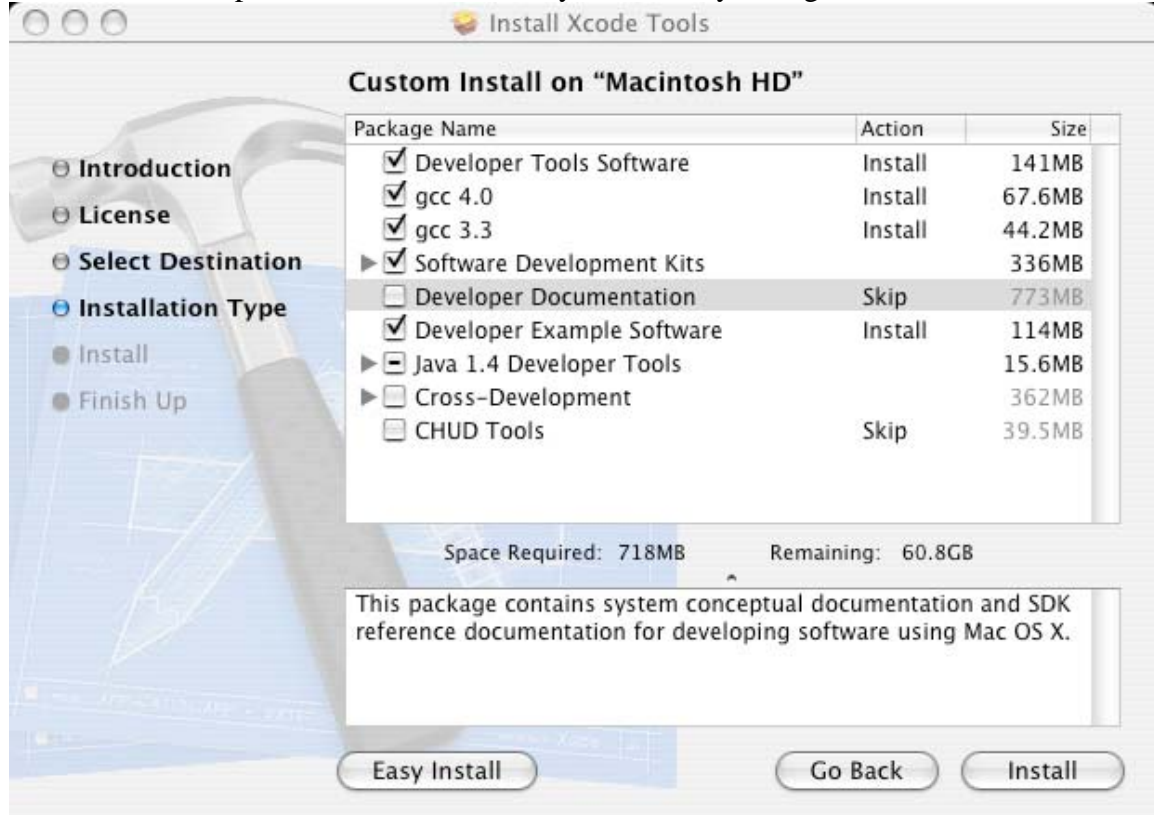 Install Xcode Tools
Custom Install on “Macintosh HD”
Package Name Action Size
Developer Tools Software Install 141MB
gcc 4.0 Install 67.6MB
gcc 3.3 Install 44.2MB
Software Development Kits 336MB
Developer Documentation Skip 773MB
Developer Example Software Install 114MB
Java 1.4 Developer Tools 15.6MB
Cross-Development 362MB
CHUD Tools Skip 39.5MB
Introduction
License
Select Destination
Installation Type
Install
Finish Up
Space Required: 718MB Remaining: 60.8GB
This package contains system conceptual documentation and SDK
reference documentation for developing software using Mac OS X.
Easy Install Go Back Install